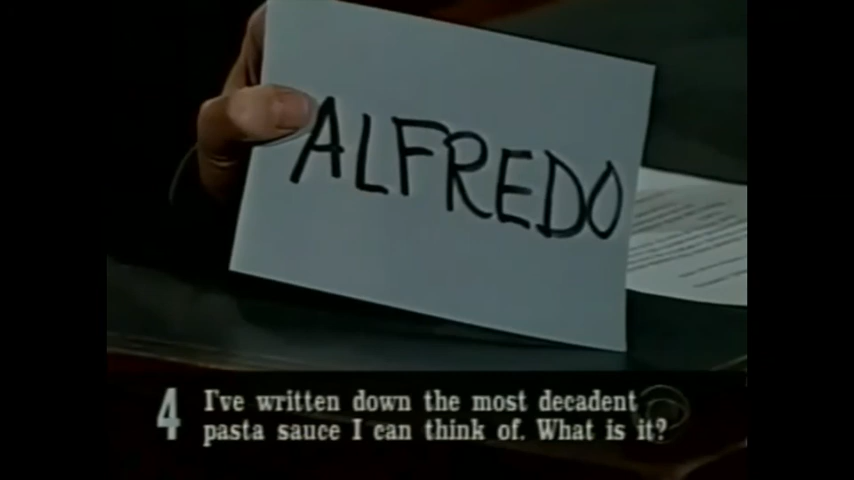 ALFREDO
4 I've written down the most decadent
pasta sauce I can think of. What is it?